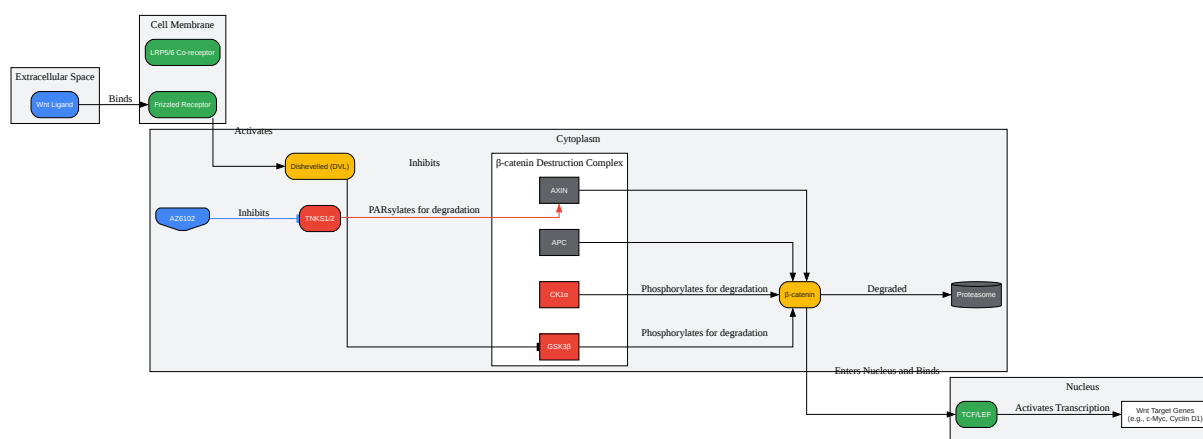 Cell Membrane
LRP5/6 Co-receptor
Extracellular Space
Wnt Ligand
Binds
Frizzled Receptor
Activates
Cytoplasm
Dishevelled (DVL)
Inhibits
β-catenin Destruction Complex
AXIN
AZ6102
Inhibits
TNKS1/2
PARsylates for degradation
APC
CK1α
Phosphorylates for degradation
β-catenin
Degraded
Proteasome
GSK3β
Phosphorylates for degradation
Enters Nucleus and Binds
Nucleus
TCF/LEF
Activates Transcription
Wnt Target Genes
(e.g., c-Myc, Cyclin D1)